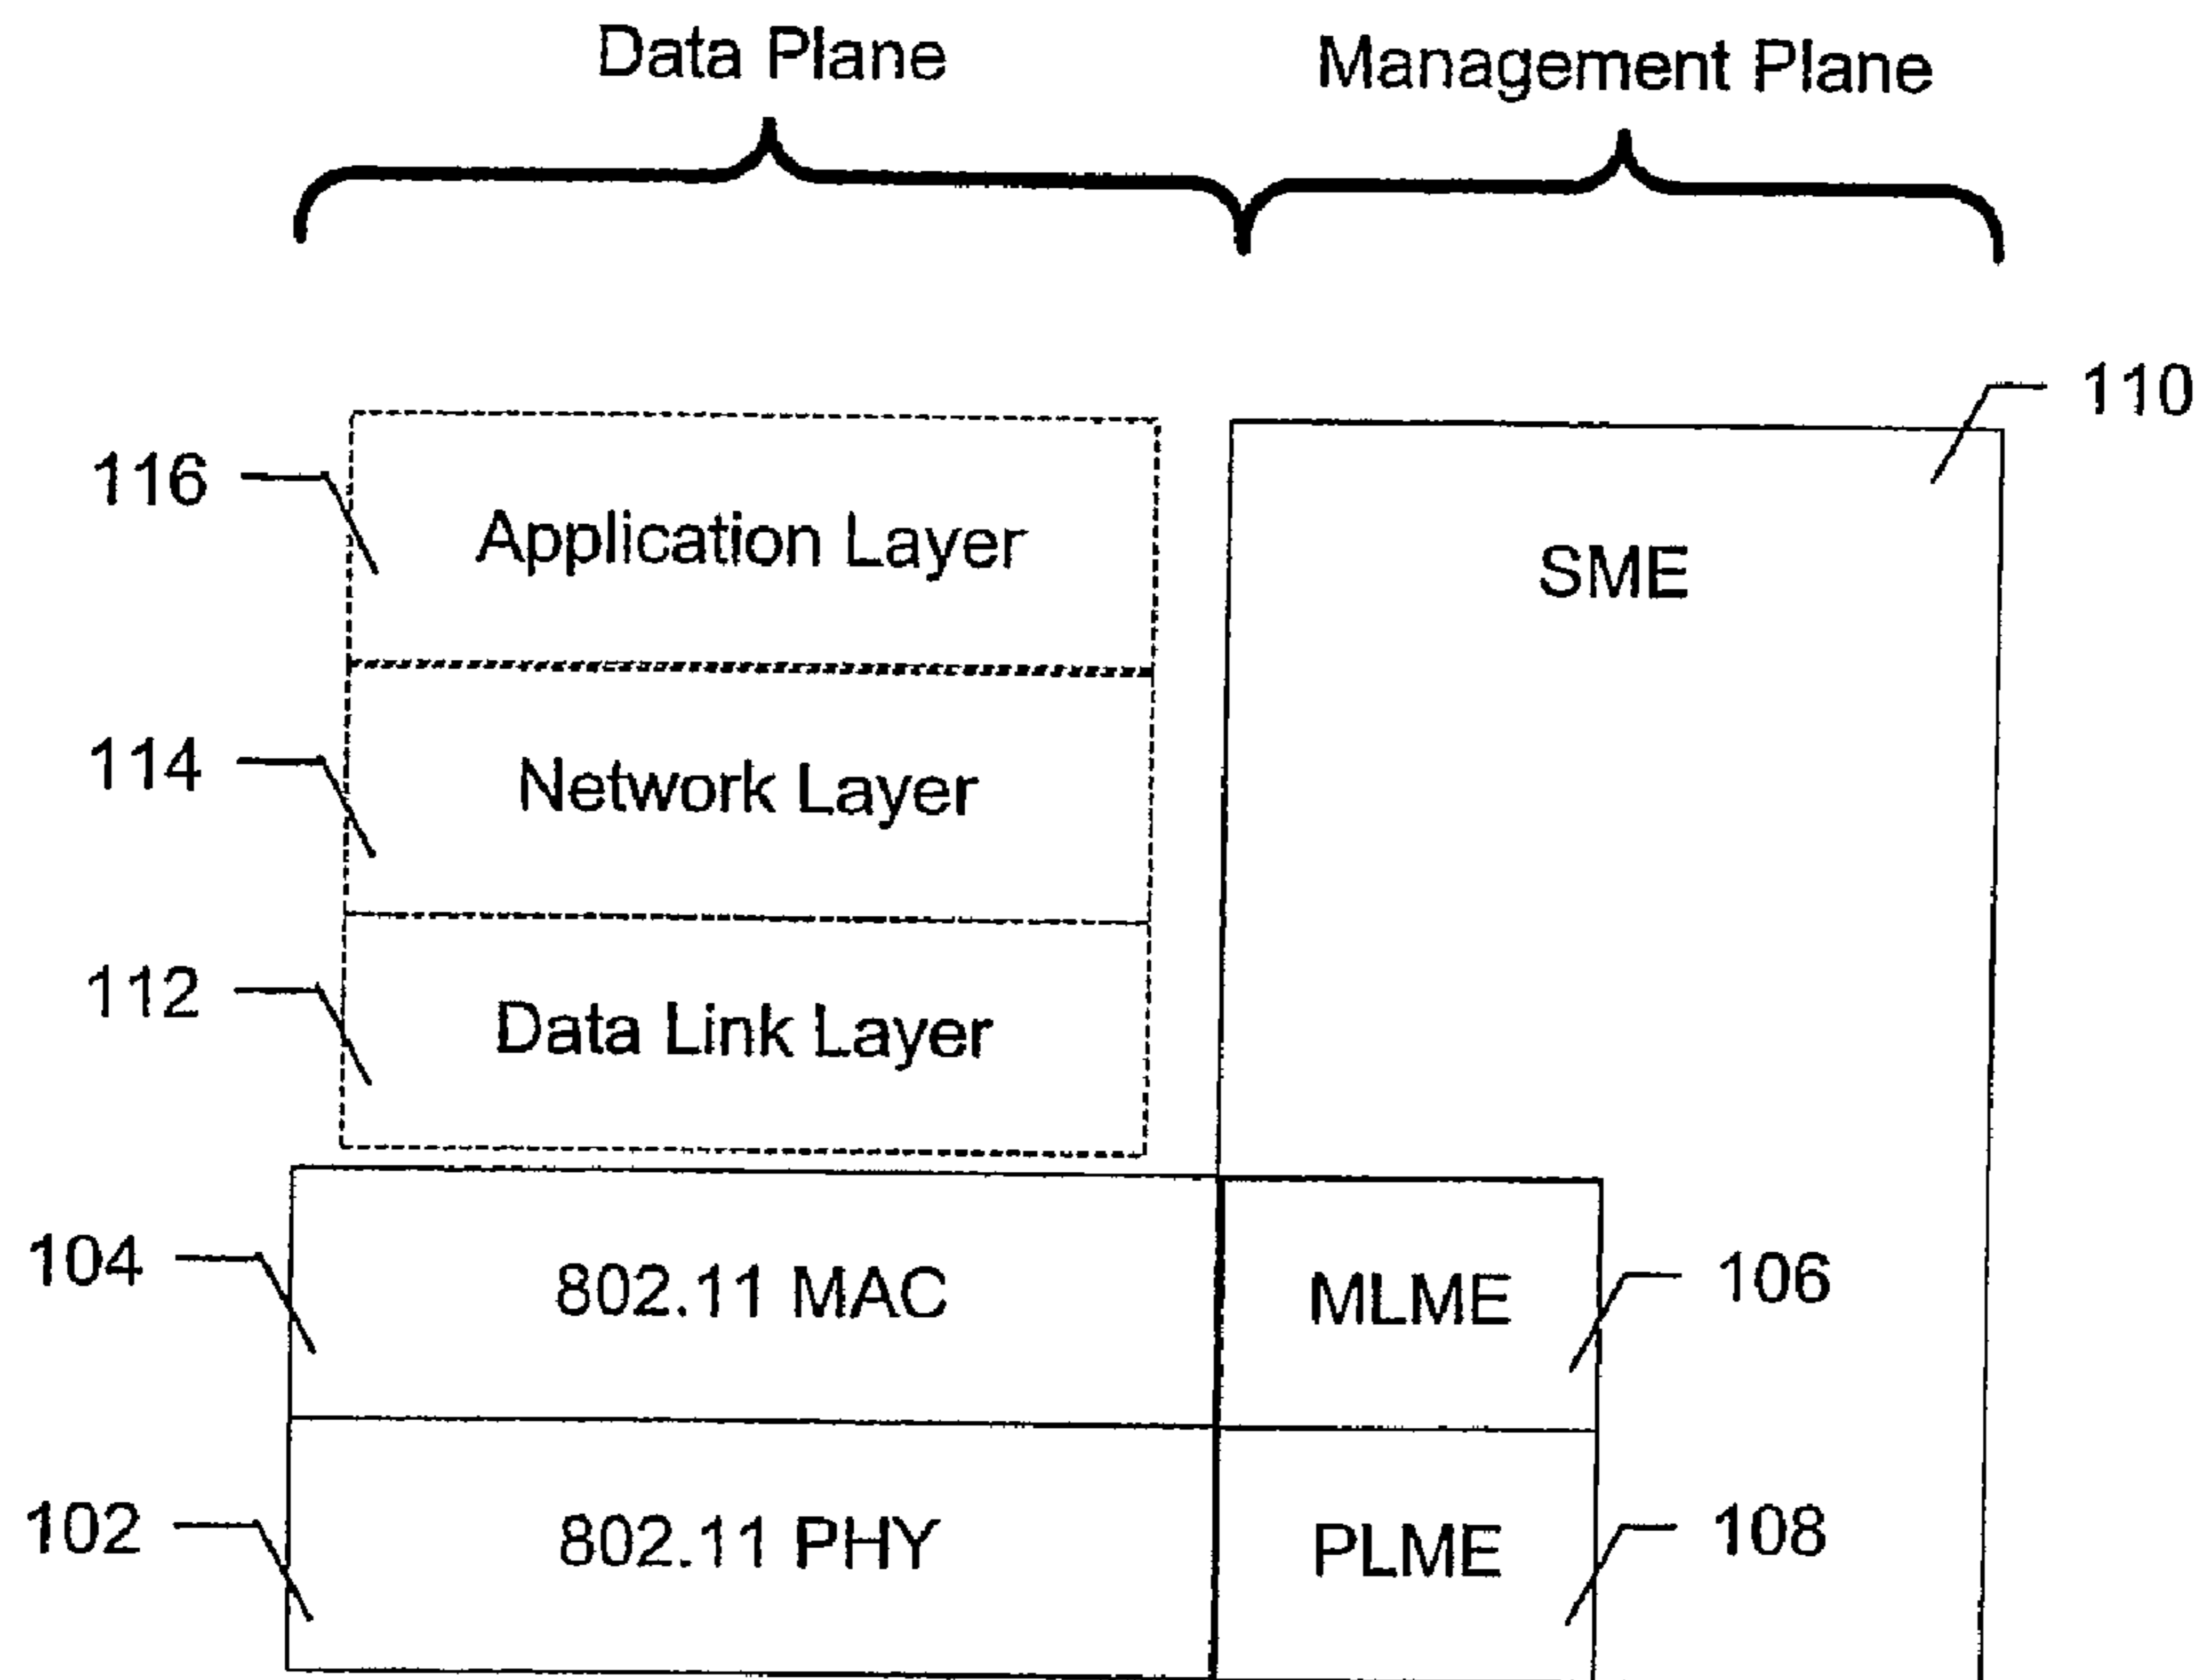 Data Plane
Management Plane
110
116
Application Layer
SME
114
Network Layer
112
Data Link Layer
104
802.11 MAC
MLME
106
102
802.11 PHY
PLME
108